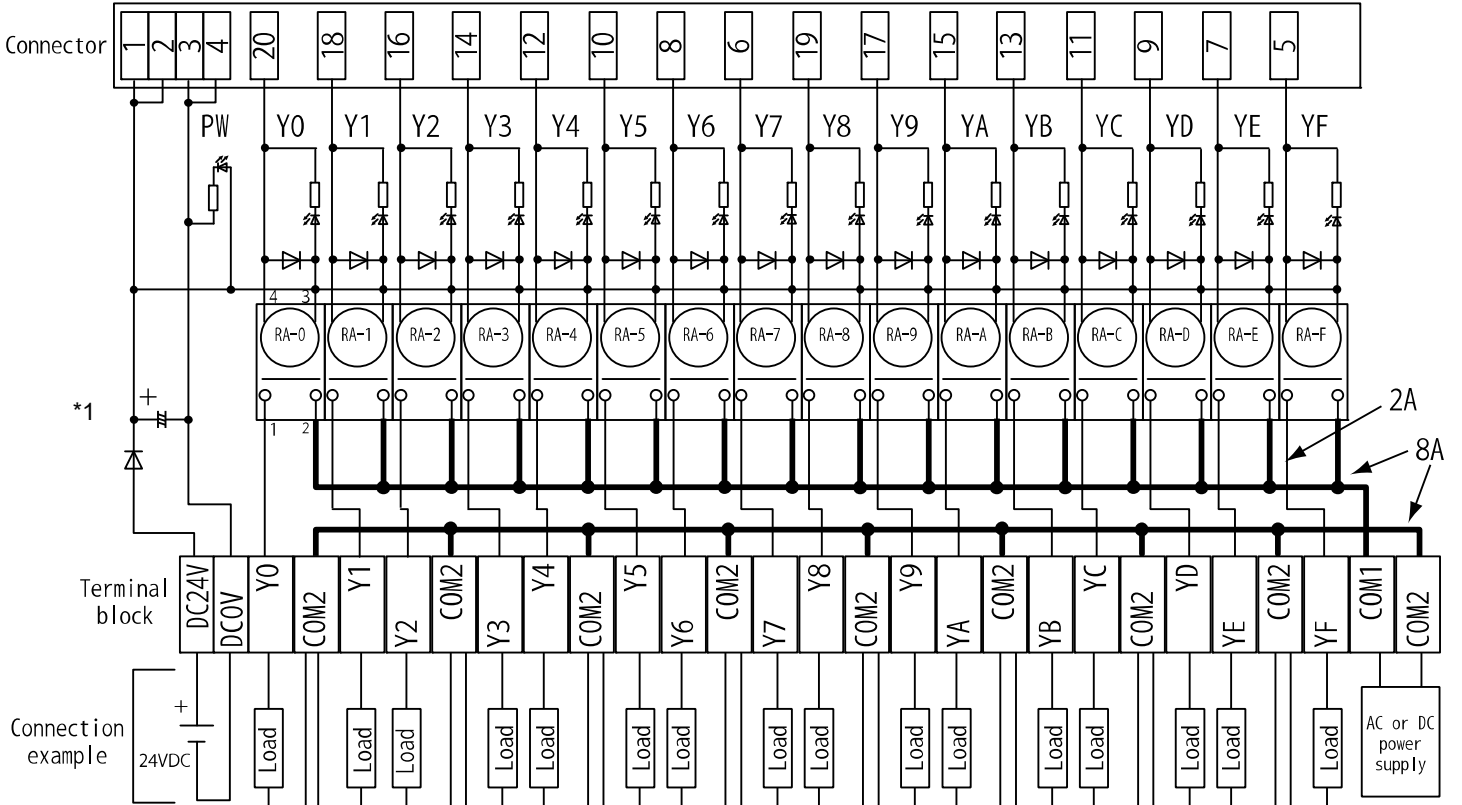 Connector 1 2 3 4 20 18 16 14 12 10 8 6 19 17 15 13 11 9 7 5
PW Y0 Y1 Y2 Y3 Y4 Y5 Y6 Y7 Y8 Y9 YA YB YC YD YE YF
4 3
RA-0 RA-1 RA-2 RA-3 RA-4 RA-5 RA-6 RA-7 RA-8 RA-9 RA-A RA-B RA-C RA-D RA-E RA-F
*1 +
1 2
2A
8A
Terminal
block
DC24V DC0V Y0 COM2 Y1 Y2 COM2 Y3 Y4 COM2 Y5 Y6 COM2 Y7 Y8 COM2 Y9 YA COM2 YB YC COM2 YD YE COM2 YF COM1 COM2
Connection
example
+
24VDC
Load Load Load Load Load Load Load Load Load Load Load Load Load Load Load Load
AC or DC
power
supply